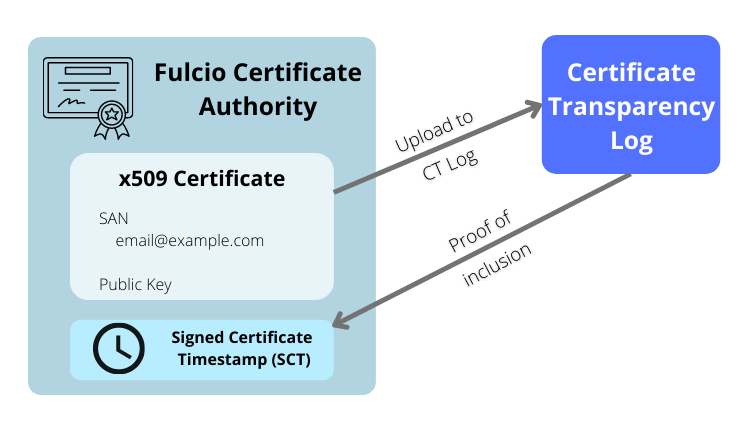 Fulcio Certificate
Authority
x509 Certificate
SAN
email@example.com
Public Key
Signed Certificate
Timestamp (SCT)
Upload to
CT Log
Certificate
Transparency
Log
Proof of
inclusion